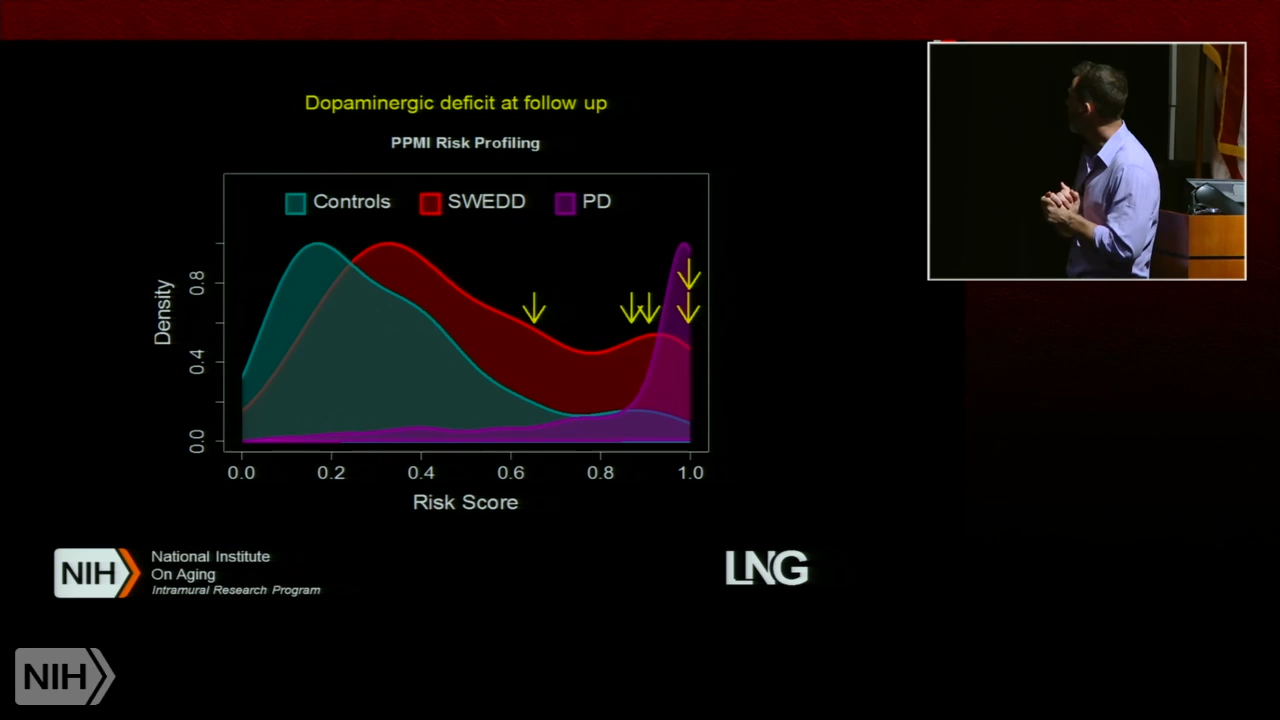 Dopaminergic deficit at follow up
PPMI Risk Profiling
Controls SWEDD PD
Density
0.8
0.4
0.0
0.0 0.2 0.4 0.6 0.8 1.0
Risk Score
NIH
National Institute
On Aging
Intramural Research Program
LNG
NIH